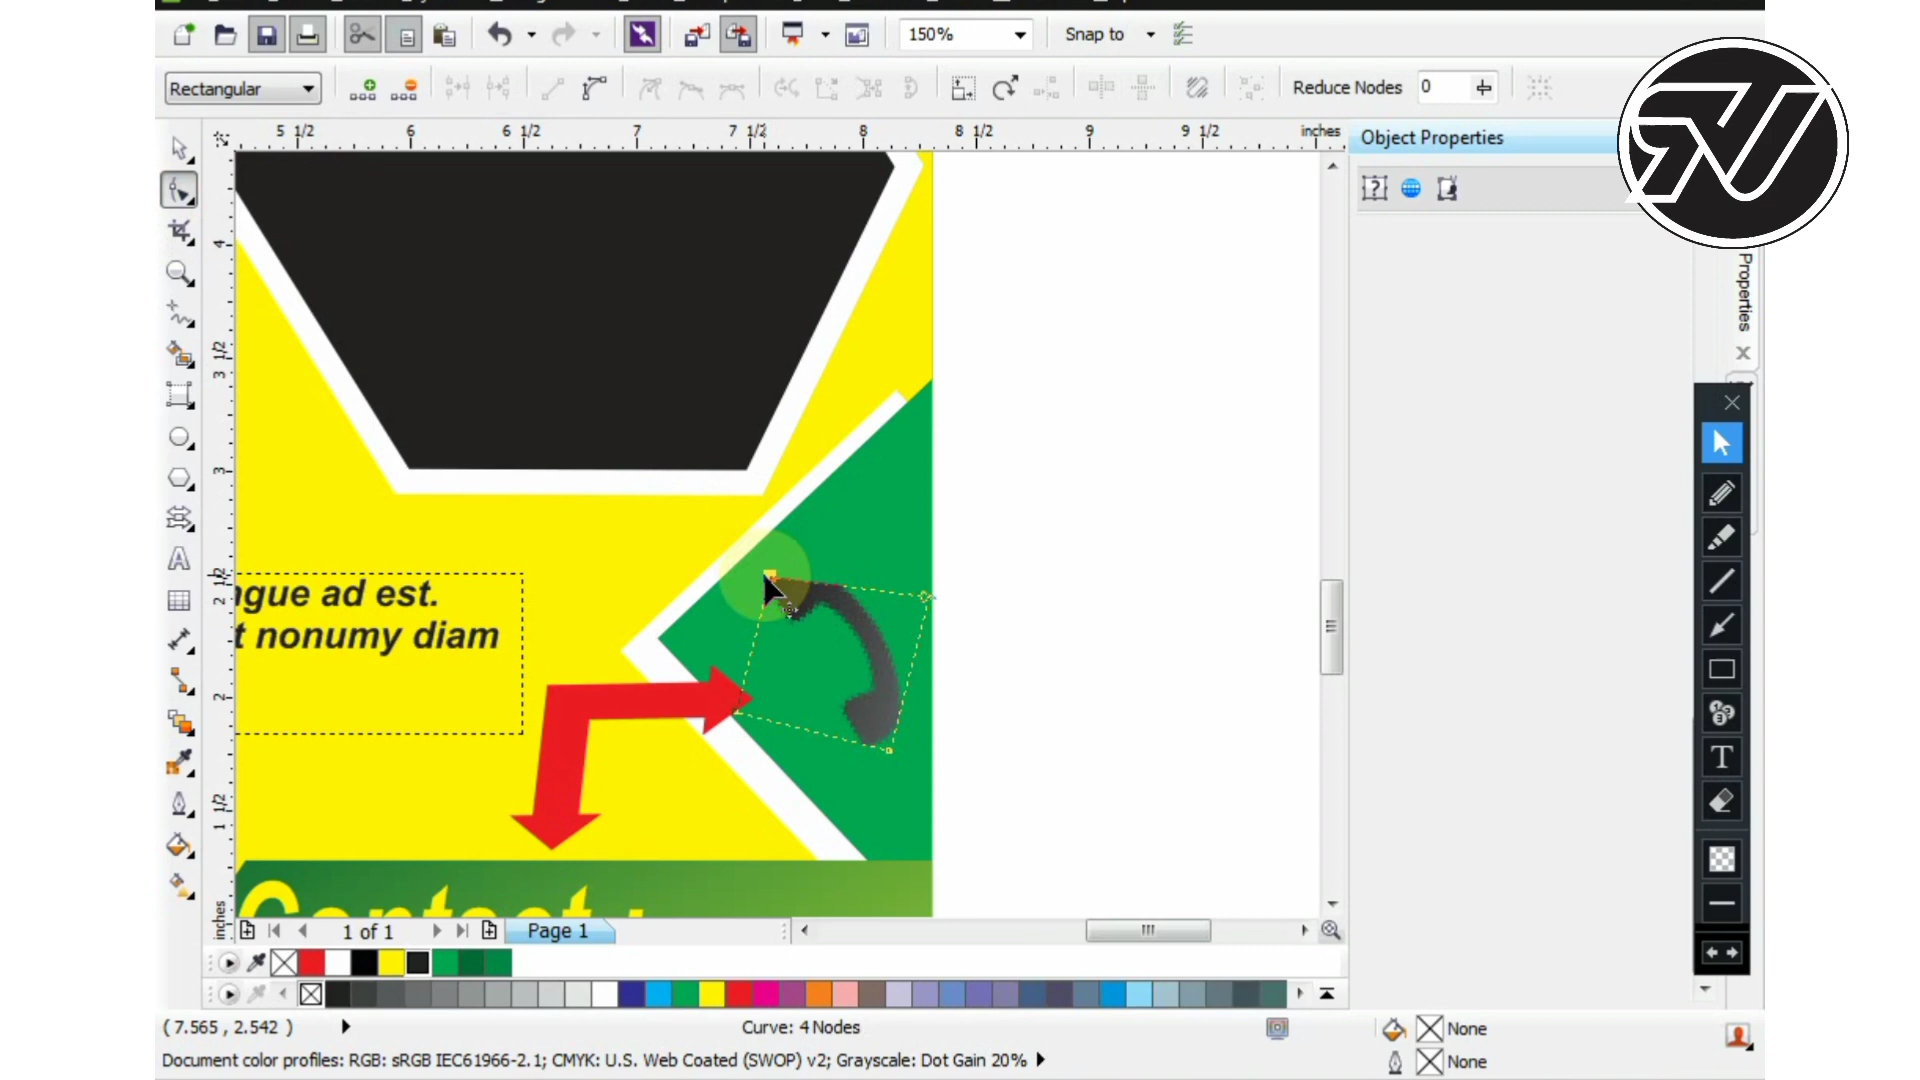 150%
Snap to
Rectangular
Reduce Nodes
0
5 1/2 6 6 1/2 7 7 1/2 8 8 1/2 9 9 1/2 inches
Object Properties
Properties
4
1/2
3
3
1/2
2
2
1/2
1
inches
ngue ad est.
t nonumy diam
Contact :
1 of 1
Page 1
( 7.565 , 2.542 )
Curve: 4 Nodes
None
Document color profiles: RGB: sRGB IEC61966-2.1; CMYK: U.S. Web Coated (SWOP) v2; Grayscale: Dot Gain 20%
None